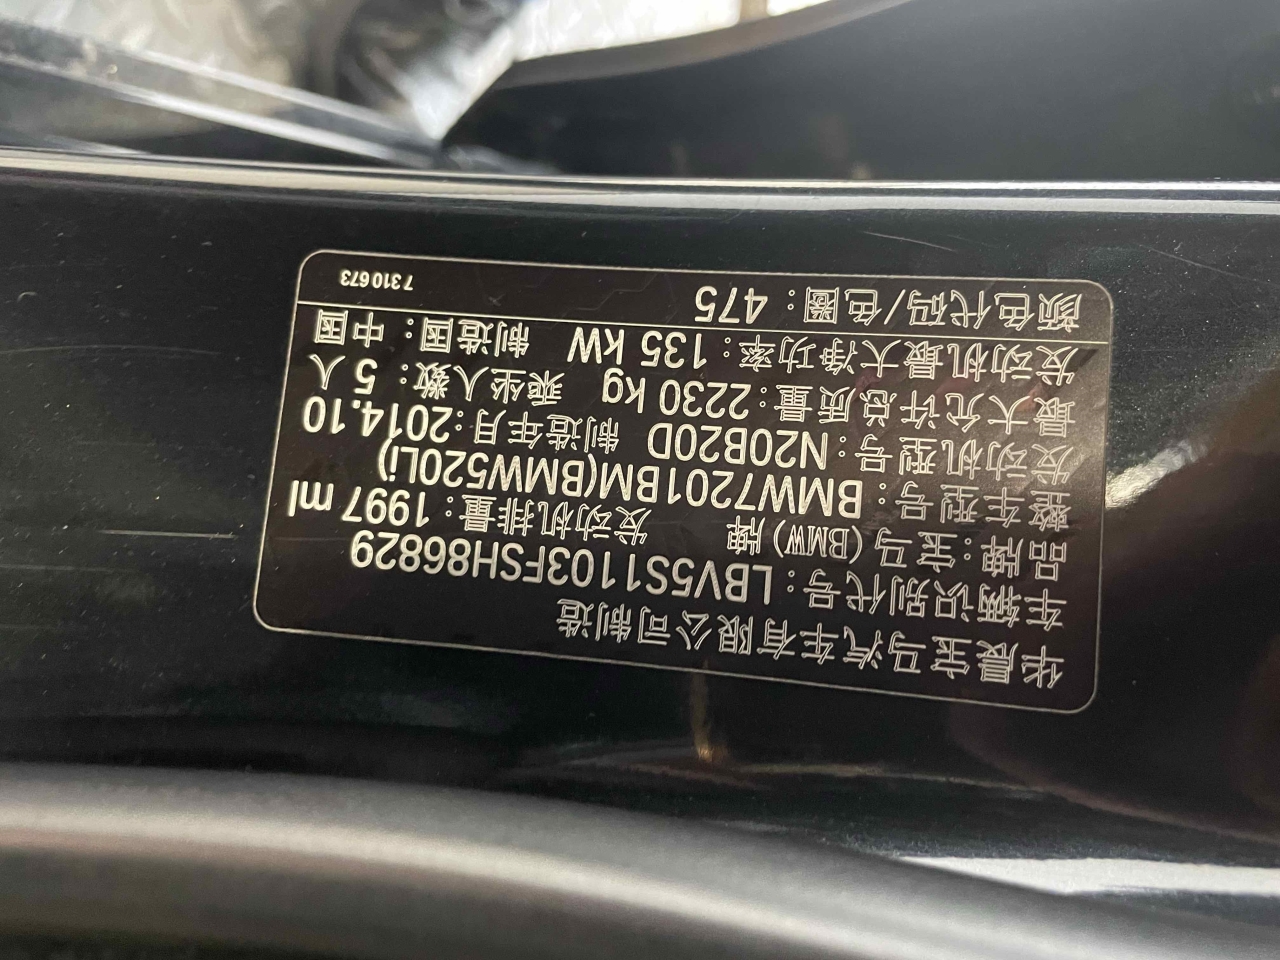 华晨宝马汽车有限公司制造
车辆识别代号：LBV5S1103FSH86829
品牌：宝马（BMW）牌 发动机排量：1997 ml
整车型号：BMW7201BM(BMW520Li)
发动机型号：N20B20D 制造年月：2014.10
最大允许总质量：2230 kg 乘坐人数：5 人
发动机最大净功率：135 kW 制造国：中国
颜色代码/色圈：475 7310673